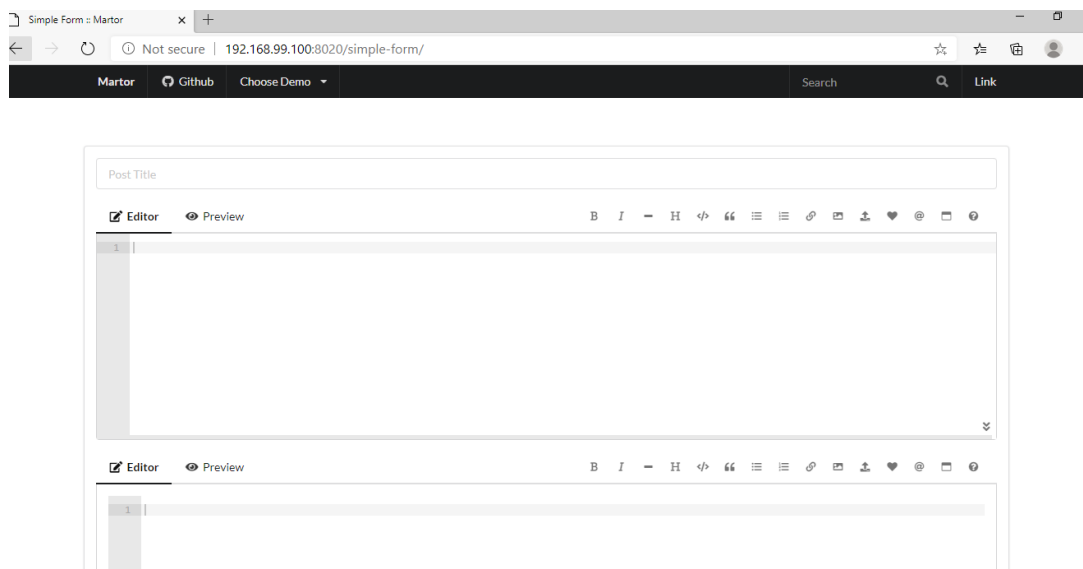 Simple Form :: Martor
Not secure | 192.168.99.100:8020/simple-form/
Martor Github Choose Demo Search Link
Post Title
Editor Preview B I H </> @
1
Editor Preview B I H </> @
1